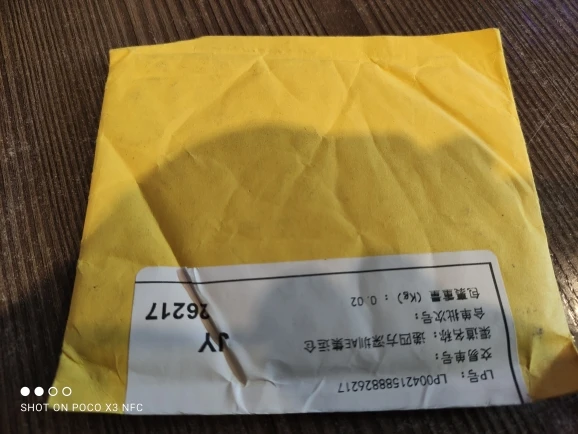 LP号: LP00421588826217
交易单号:
渠道名称: 递四方深圳AE集运仓
合单批次号:
包裹重量 (Kg) : 0.02
JY
26217
SHOT ON POCO X3 NFC